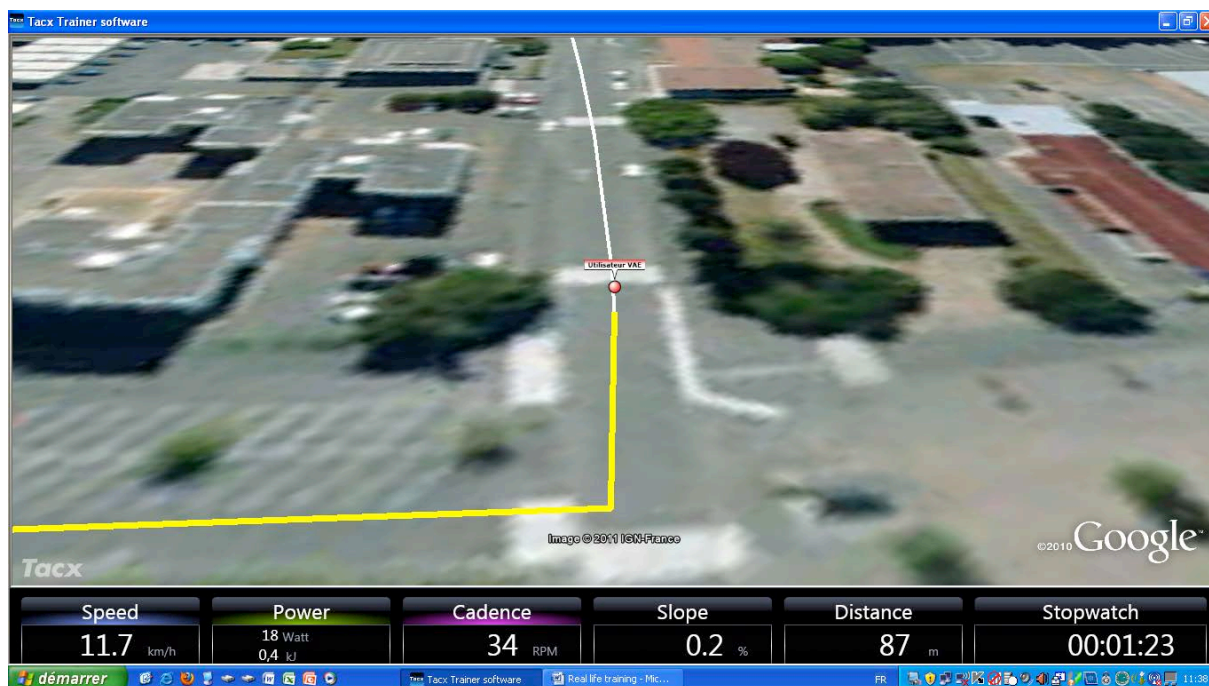 Tacx Trainer software
Utilisateur VAE
Image © 2011 IGN-France
©2010 Google
Tacx
Speed
11.7 km/h
Power
18 Watt
0,4 kJ
Cadence
34 RPM
Slope
0.2 %
Distance
87 m
Stopwatch
00:01:23
démarrer
Tacx Trainer software
Real life training - Mic...
FR
11:38